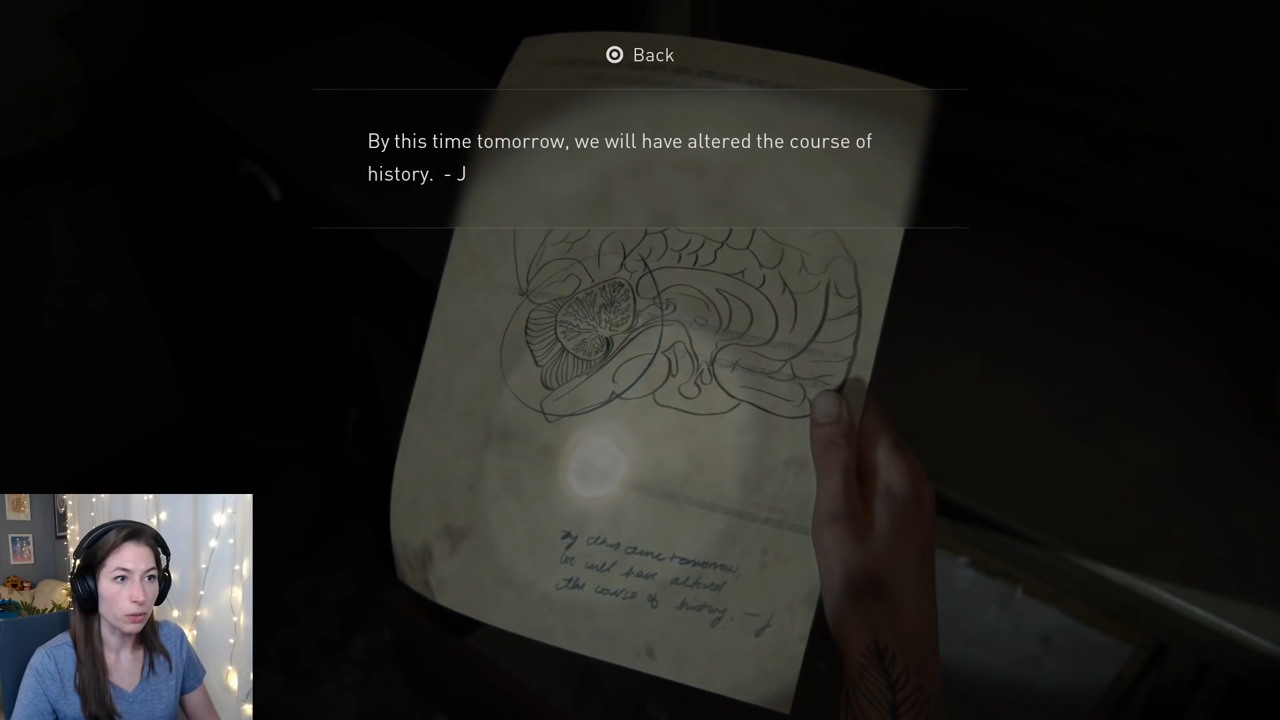 Back
By this time tomorrow, we will have altered the course of
history. - J
By this time tomorrow,
we will have altered
the course of history. - J